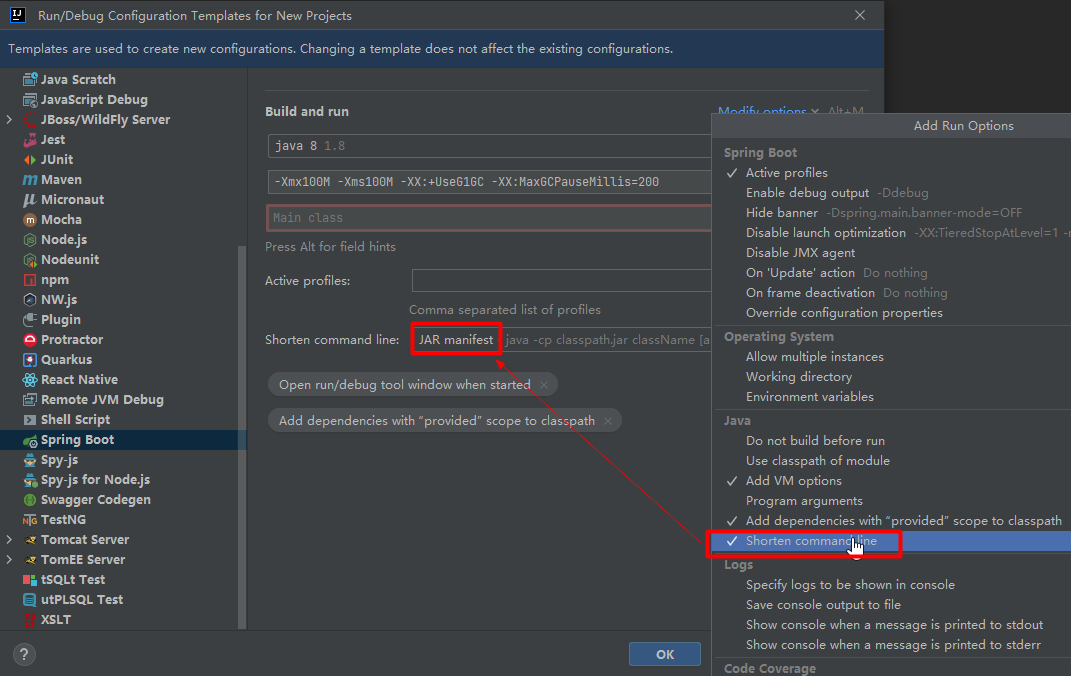 Run/Debug Configuration Templates for New Projects
Templates are used to create new configurations. Changing a template does not affect the existing configurations.
Java Scratch
JavaScript Debug
JBoss/WildFly Server
Jest
JUnit
Maven
Micronaut
Mocha
Node.js
Nodeunit
npm
NW.js
Plugin
Protractor
Quarkus
React Native
Remote JVM Debug
Shell Script
Spring Boot
Spy-js
Spy-js for Node.js
Swagger Codegen
TestNG
Tomcat Server
TomEE Server
tSQLt Test
utPLSQL Test
XSLT
Build and run
Modify options Alt+M
java 8 1.8
-Xmx100M -Xms100M -XX:+UseG1GC -XX:MaxGCPauseMillis=200
Main class
Press Alt for field hints
Active profiles:
Comma separated list of profiles
Shorten command line: JAR manifest java -cp classpath.jar className [a
Open run/debug tool window when started
Add dependencies with “provided” scope to classpath
OK
Add Run Options
Spring Boot
Active profiles
Enable debug output -Ddebug
Hide banner -Dspring.main.banner-mode=OFF
Disable launch optimization -XX:TieredStopAtLevel=1 -
Disable JMX agent
On 'Update' action Do nothing
On frame deactivation Do nothing
Override configuration properties
Operating System
Allow multiple instances
Working directory
Environment variables
Java
Do not build before run
Use classpath of module
Add VM options
Program arguments
Add dependencies with “provided” scope to classpath
Shorten command line
Logs
Specify logs to be shown in console
Save console output to file
Show console when a message is printed to stdout
Show console when a message is printed to stderr
Code Coverage